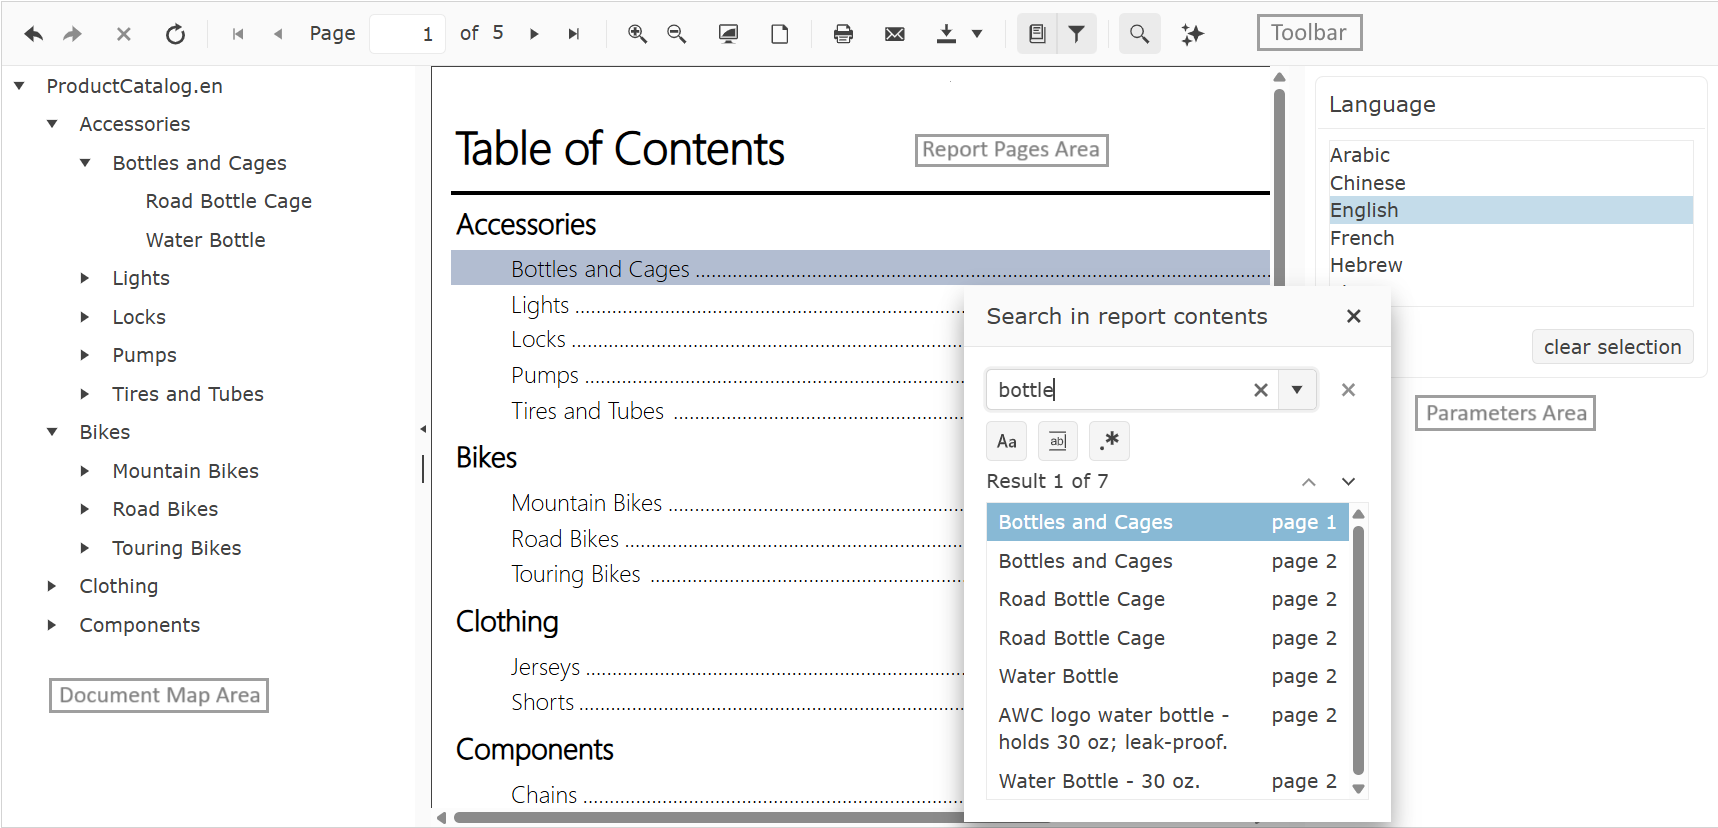 Page 1 of 5
Toolbar
ProductCatalog.en
Accessories
Bottles and Cages
Road Bottle Cage
Water Bottle
Lights
Locks
Pumps
Tires and Tubes
Bikes
Mountain Bikes
Road Bikes
Touring Bikes
Clothing
Components
Document Map Area
Table of Contents
Report Pages Area
Accessories
Bottles and Cages
Lights
Locks
Pumps
Tires and Tubes
Bikes
Mountain Bikes
Road Bikes
Touring Bikes
Clothing
Jerseys
Shorts
Components
Chains
Search in report contents
bottle
Aa
ab
.*
Result 1 of 7
Bottles and Cages page 1
Bottles and Cages page 2
Road Bottle Cage page 2
Road Bottle Cage page 2
Water Bottle page 2
AWC logo water bottle - page 2
holds 30 oz; leak-proof.
Water Bottle - 30 oz. page 2
Language
Arabic
Chinese
English
French
Hebrew
clear selection
Parameters Area